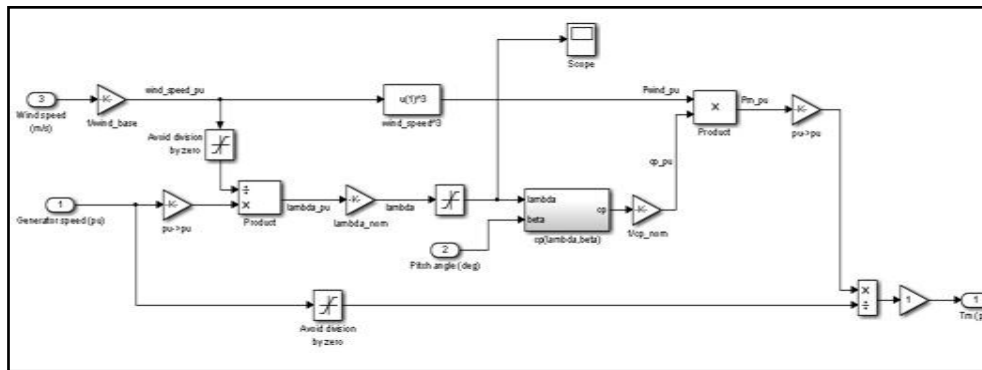 Scope
3
Wind speed
(m/s)
-K-
1/wind_base
wind_speed_pu
u(1)^3
wind_speed^3
Pwind_pu
×
Product
Pm_pu
-K-
pu->pu
Avoid division
by zero
cp_pu
1
Generator speed (pu)
-K-
pu->pu
÷
×
Product
lambda_pu
-K-
lambda_nom
lambda
lambda
beta
cp
cp(lambda,beta)
-K-
1/cp_nom
2
Pitch angle (deg)
Avoid division
by zero
×
÷
1
1
Tm (p